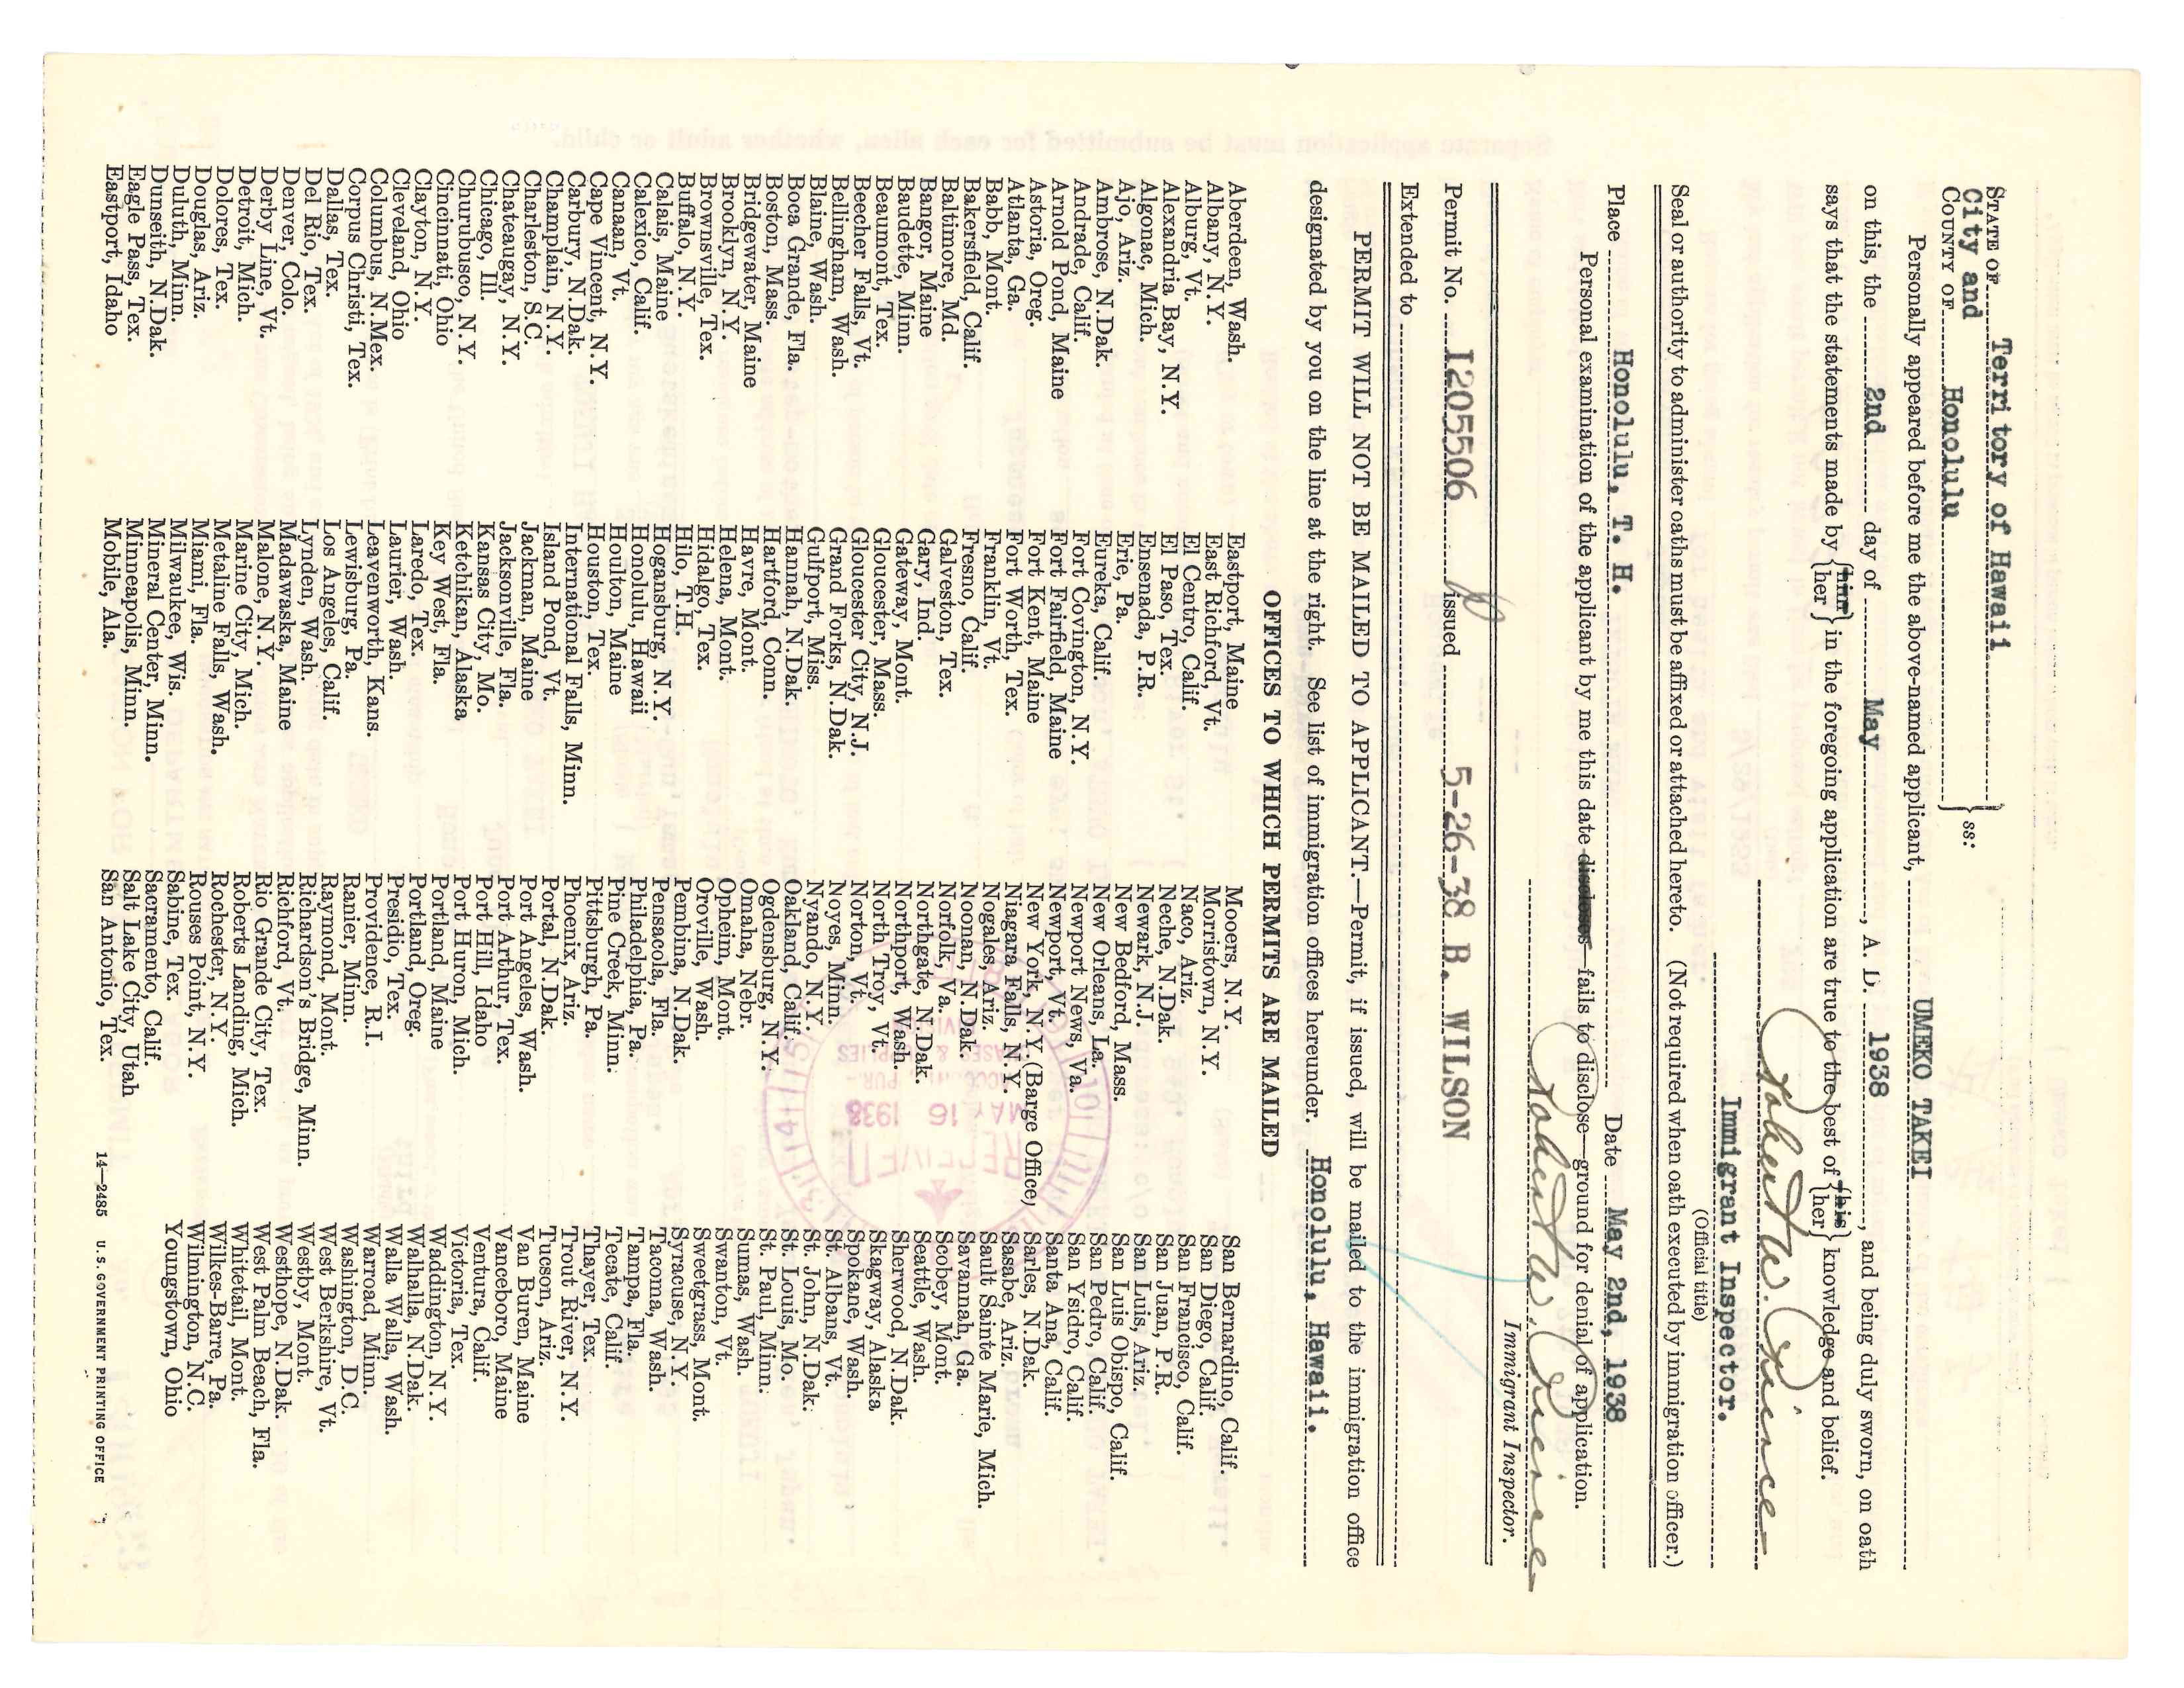 STATE OF Territory of Hawaii
City and
COUNTY OF Honolulu ss:
Personally appeared before me the above-named applicant, UMEKO TAKEI
on this, the 2nd day of May, A. D. 1938, and being duly sworn, on oath
says that the statements made by {him her} in the foregoing application are true to the best of {his her} knowledge and belief.
Robert W. Pierce
Immigrant Inspector.
(Official title)
Seal or authority to administer oaths must be affixed or attached hereto. (Not required when oath executed by immigration officer.)
Place Honolulu, T. H. Date May 2nd, 1938
Personal examination of the applicant by me this date discloses—fails to disclose—ground for denial of application.
Robert W. Pierce
Immigrant Inspector.
Permit No. I205506 issued 5-26-38 B. WILSON
Extended to
PERMIT WILL NOT BE MAILED TO APPLICANT.—Permit, if issued, will be mailed to the immigration office
designated by you on the line at the right. See list of immigration offices hereunder. Honolulu, Hawaii.
OFFICES TO WHICH PERMITS ARE MAILED
Aberdeen, Wash.
Albany, N.Y.
Alburg, Vt.
Alexandria Bay, N.Y.
Algonac, Mich.
Ajo, Ariz.
Ambrose, N.Dak.
Andrade, Calif.
Arnold Pond, Maine
Astoria, Oreg.
Atlanta, Ga.
Babb, Mont.
Bakersfield, Calif.
Baltimore, Md.
Bangor, Maine
Baudette, Minn.
Beaumont, Tex.
Beecher Falls, Vt.
Bellingham, Wash.
Blaine, Wash.
Boca Grande, Fla.
Boston, Mass.
Bridgewater, Maine
Brooklyn, N.Y.
Brownsville, Tex.
Buffalo, N.Y.
Calais, Maine
Calexico, Calif.
Canaan, Vt.
Cape Vincent, N.Y.
Carbury, N.Dak.
Champlain, N.Y.
Charleston, S.C.
Chateaugay, N.Y.
Chicago, Ill.
Churubusco, N.Y.
Cincinnati, Ohio
Clayton, N.Y.
Cleveland, Ohio
Columbus, N.Mex.
Corpus Christi, Tex.
Dallas, Tex.
Del Rio, Tex.
Denver, Colo.
Derby Line, Vt.
Detroit, Mich.
Dolores, Tex.
Douglas, Ariz.
Duluth, Minn.
Dunseith, N.Dak.
Eagle Pass, Tex.
Eastport, Idaho
Eastport, Maine
East Richford, Vt.
El Centro, Calif.
El Paso, Tex.
Ensenada, P.R.
Erie, Pa.
Eureka, Calif.
Fort Covington, N.Y.
Fort Fairfield, Maine
Fort Kent, Maine
Fort Worth, Tex.
Franklin, Vt.
Fresno, Calif.
Galveston, Tex.
Gary, Ind.
Gateway, Mont.
Gloucester, Mass.
Gloucester City, N.J.
Grand Forks, N.Dak.
Gulfport, Miss.
Hannah, N.Dak.
Hartford, Conn.
Havre, Mont.
Helena, Mont.
Hidalgo, Tex.
Hilo, T.H.
Hogansburg, N.Y.
Honolulu, Hawaii
Houlton, Maine
Houston, Tex.
International Falls, Minn.
Island Pond, Vt.
Jackman, Maine
Jacksonville, Fla.
Kansas City, Mo.
Ketchikan, Alaska
Key West, Fla.
Laredo, Tex.
Laurier, Wash.
Leavenworth, Kans.
Lewisburg, Pa.
Los Angeles, Calif.
Lynden, Wash.
Madawaska, Maine
Malone, N.Y.
Marine City, Mich.
Metaline Falls, Wash.
Miami, Fla.
Milwaukee, Wis.
Mineral Center, Minn.
Minneapolis, Minn.
Mobile, Ala.
Mooers, N.Y.
Morristown, N.Y.
Naco, Ariz.
Neche, N.Dak.
Newark, N.J.
New Bedford, Mass.
New Orleans, La.
Newport News, Va.
Newport, Vt.
New York, N.Y.(Barge Office)
Niagara Falls, N.Y.
Nogales, Ariz.
Noonan, N.Dak.
Norfolk, Va.
Northgate, N.Dak.
Northport, Wash.
North Troy, Vt.
Norton, Vt.
Noyes, Minn.
Nyando, N.Y.
Oakland, Calif.
Ogdensburg, N.Y.
Omaha, Nebr.
Opheim, Mont.
Oroville, Wash.
Pembina, N.Dak.
Pensacola, Fla.
Philadelphia, Pa.
Pine Creek, Minn.
Pittsburgh, Pa.
Phoenix, Ariz.
Portal, N.Dak.
Port Angeles, Wash.
Port Arthur, Tex.
Port Hill, Idaho
Port Huron, Mich.
Portland, Maine
Portland, Oreg.
Presidio, Tex.
Providence, R.I.
Ranier, Minn.
Raymond, Mont.
Richardson's Bridge, Minn.
Richford, Vt.
Rio Grande City, Tex.
Roberts Landing, Mich.
Rochester, N.Y.
Rouses Point, N.Y.
Sabine, Tex.
Sacramento, Calif.
Salt Lake City, Utah
San Antonio, Tex.
San Bernardino, Calif.
San Diego, Calif.
San Francisco, Calif.
San Juan, P.R.
San Luis, Ariz.
San Luis Obispo, Calif.
San Pedro, Calif.
San Ysidro, Calif.
Santa Ana, Calif.
Sarles, N.Dak.
Sasabe, Ariz.
Sault Sainte Marie, Mich.
Savannah, Ga.
Scobey, Mont.
Seattle, Wash.
Sherwood, N.Dak.
Skagway, Alaska
Spokane, Wash.
St. Albans, Vt.
St. John, N.Dak.
St. Louis, Mo.
St. Paul, Minn.
Sumas, Wash.
Swanton, Vt.
Sweetgrass, Mont.
Syracuse, N.Y.
Tacoma, Wash.
Tampa, Fla.
Tecate, Calif.
Thayer, Tex.
Trout River, N.Y.
Tucson, Ariz.
Van Buren, Maine
Vanceboro, Maine
Ventura, Calif.
Victoria, Tex.
Waddington, N.Y.
Walhalla, N.Dak.
Walla Walla, Wash.
Warroad, Minn.
Washington, D.C.
West Berkshire, Vt.
Westby, Mont.
Westhope, N.Dak.
West Palm Beach, Fla.
Whitetail, Mont.
Wilkes-Barre, Pa.
Wilmington, N.C.
Youngstown, Ohio
RECEIVED
MAY 16 1938
14—2485 U.S. GOVERNMENT PRINTING OFFICE